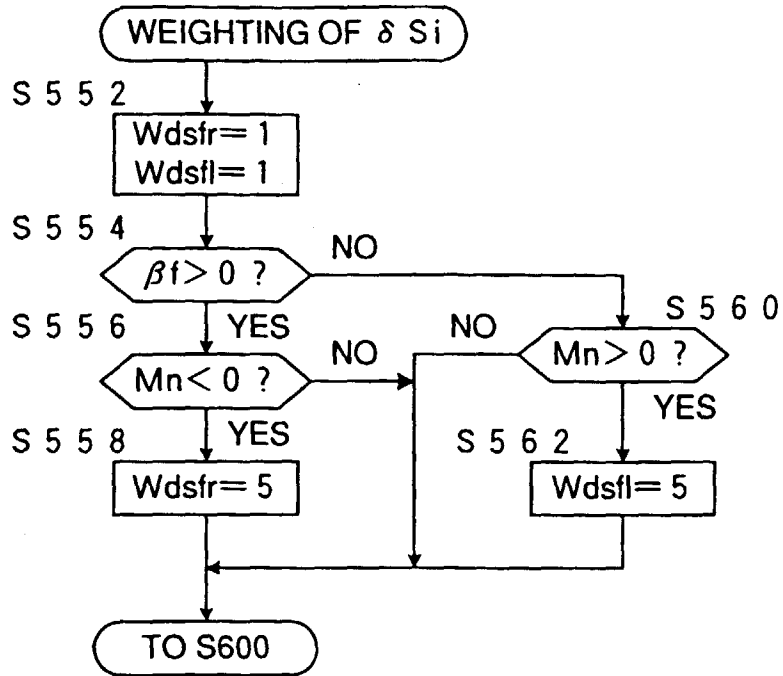 WEIGHTING OF δ Si
S 5 5 2
Wdsfr= 1
Wdsfl= 1
S 5 5 4
βf> 0 ?
NO
YES
S 5 5 6
Mn< 0 ?
NO
YES
S 5 5 8
Wdsfr= 5
S 5 6 0
Mn> 0 ?
NO
YES
S 5 6 2
Wdsfl= 5
TO S600